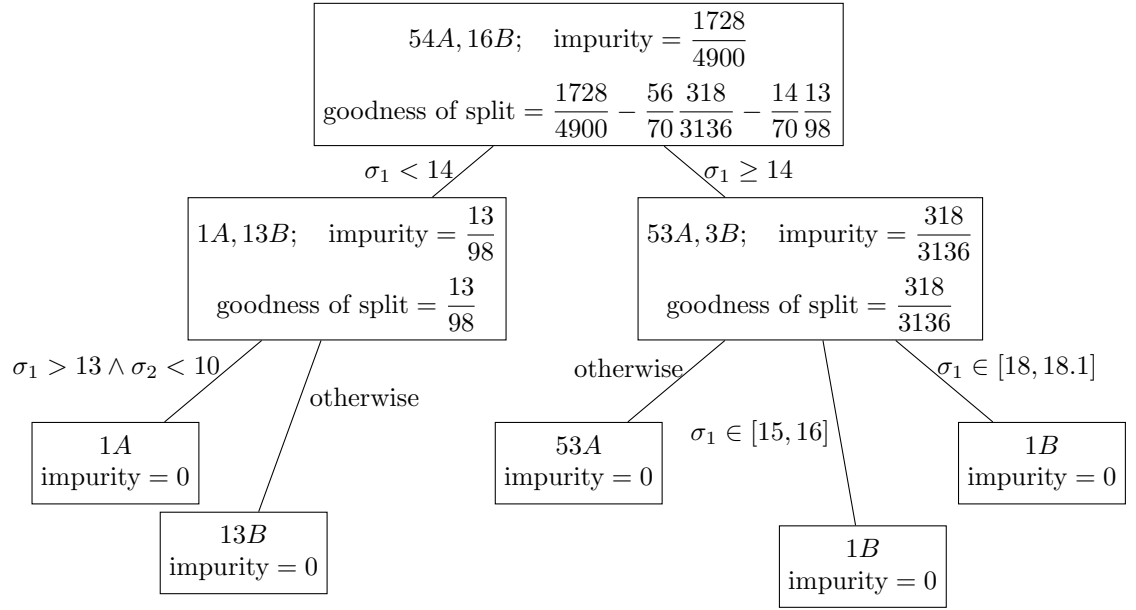 54A, 16B; impurity = 1728/4900
goodness of split = 1728/4900 − 56/70 318/3136 − 14/70 13/98
σ₁ < 14
σ₁ ≥ 14
1A, 13B; impurity = 13/98
goodness of split = 13/98
53A, 3B; impurity = 318/3136
goodness of split = 318/3136
σ₁ > 13 ∧ σ₂ < 10
otherwise
otherwise
σ₁ ∈ [15, 16]
σ₁ ∈ [18, 18.1]
1A
impurity = 0
13B
impurity = 0
53A
impurity = 0
1B
impurity = 0
1B
impurity = 0